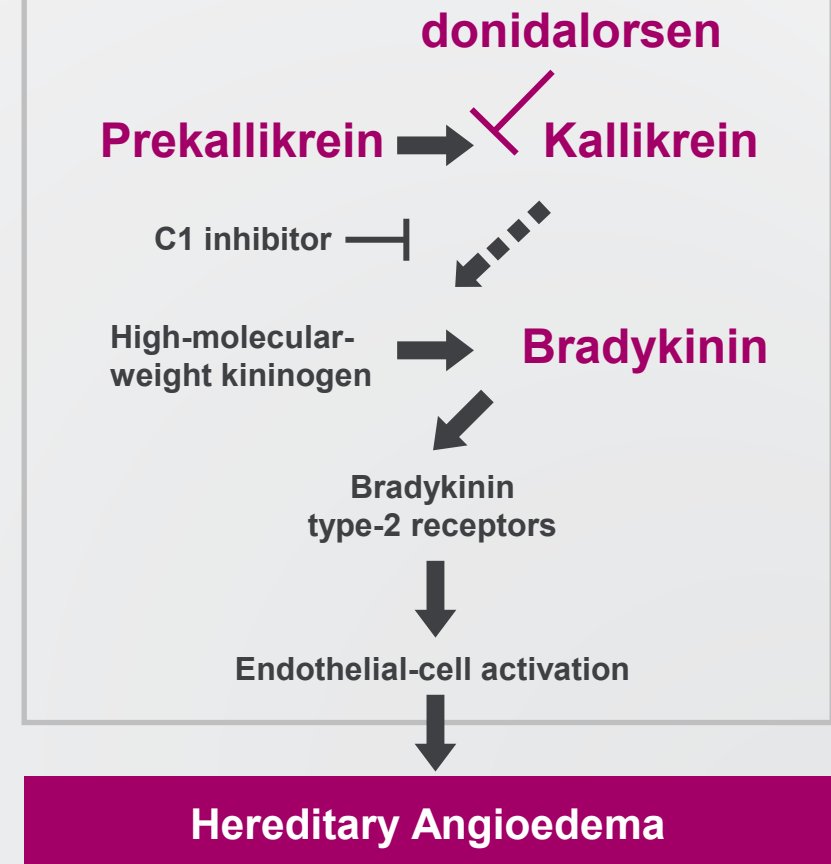 donidalorsen
Prekallikrein
Kallikrein
C1 inhibitor
High-molecular-
weight kininogen
Bradykinin
Bradykinin
type-2 receptors
Endothelial-cell activation
Hereditary Angioedema